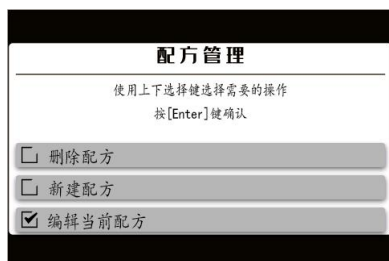 配方管理
使用上下选择键选择需要的操作
按[Enter]键确认
删除配方
新建配方
编辑当前配方